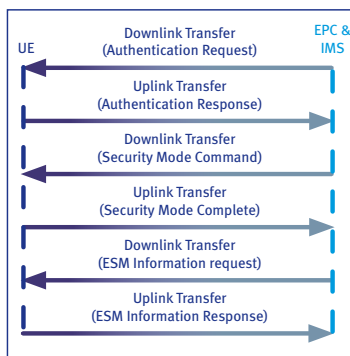 Downlink Transfer
(Authentication Request)
UE
EPC &
IMS
Uplink Transfer
(Authentication Response)
Downlink Transfer
(Security Mode Command)
Uplink Transfer
(Security Mode Complete)
Downlink Transfer
(ESM Information request)
Uplink Transfer
(ESM Information Response)